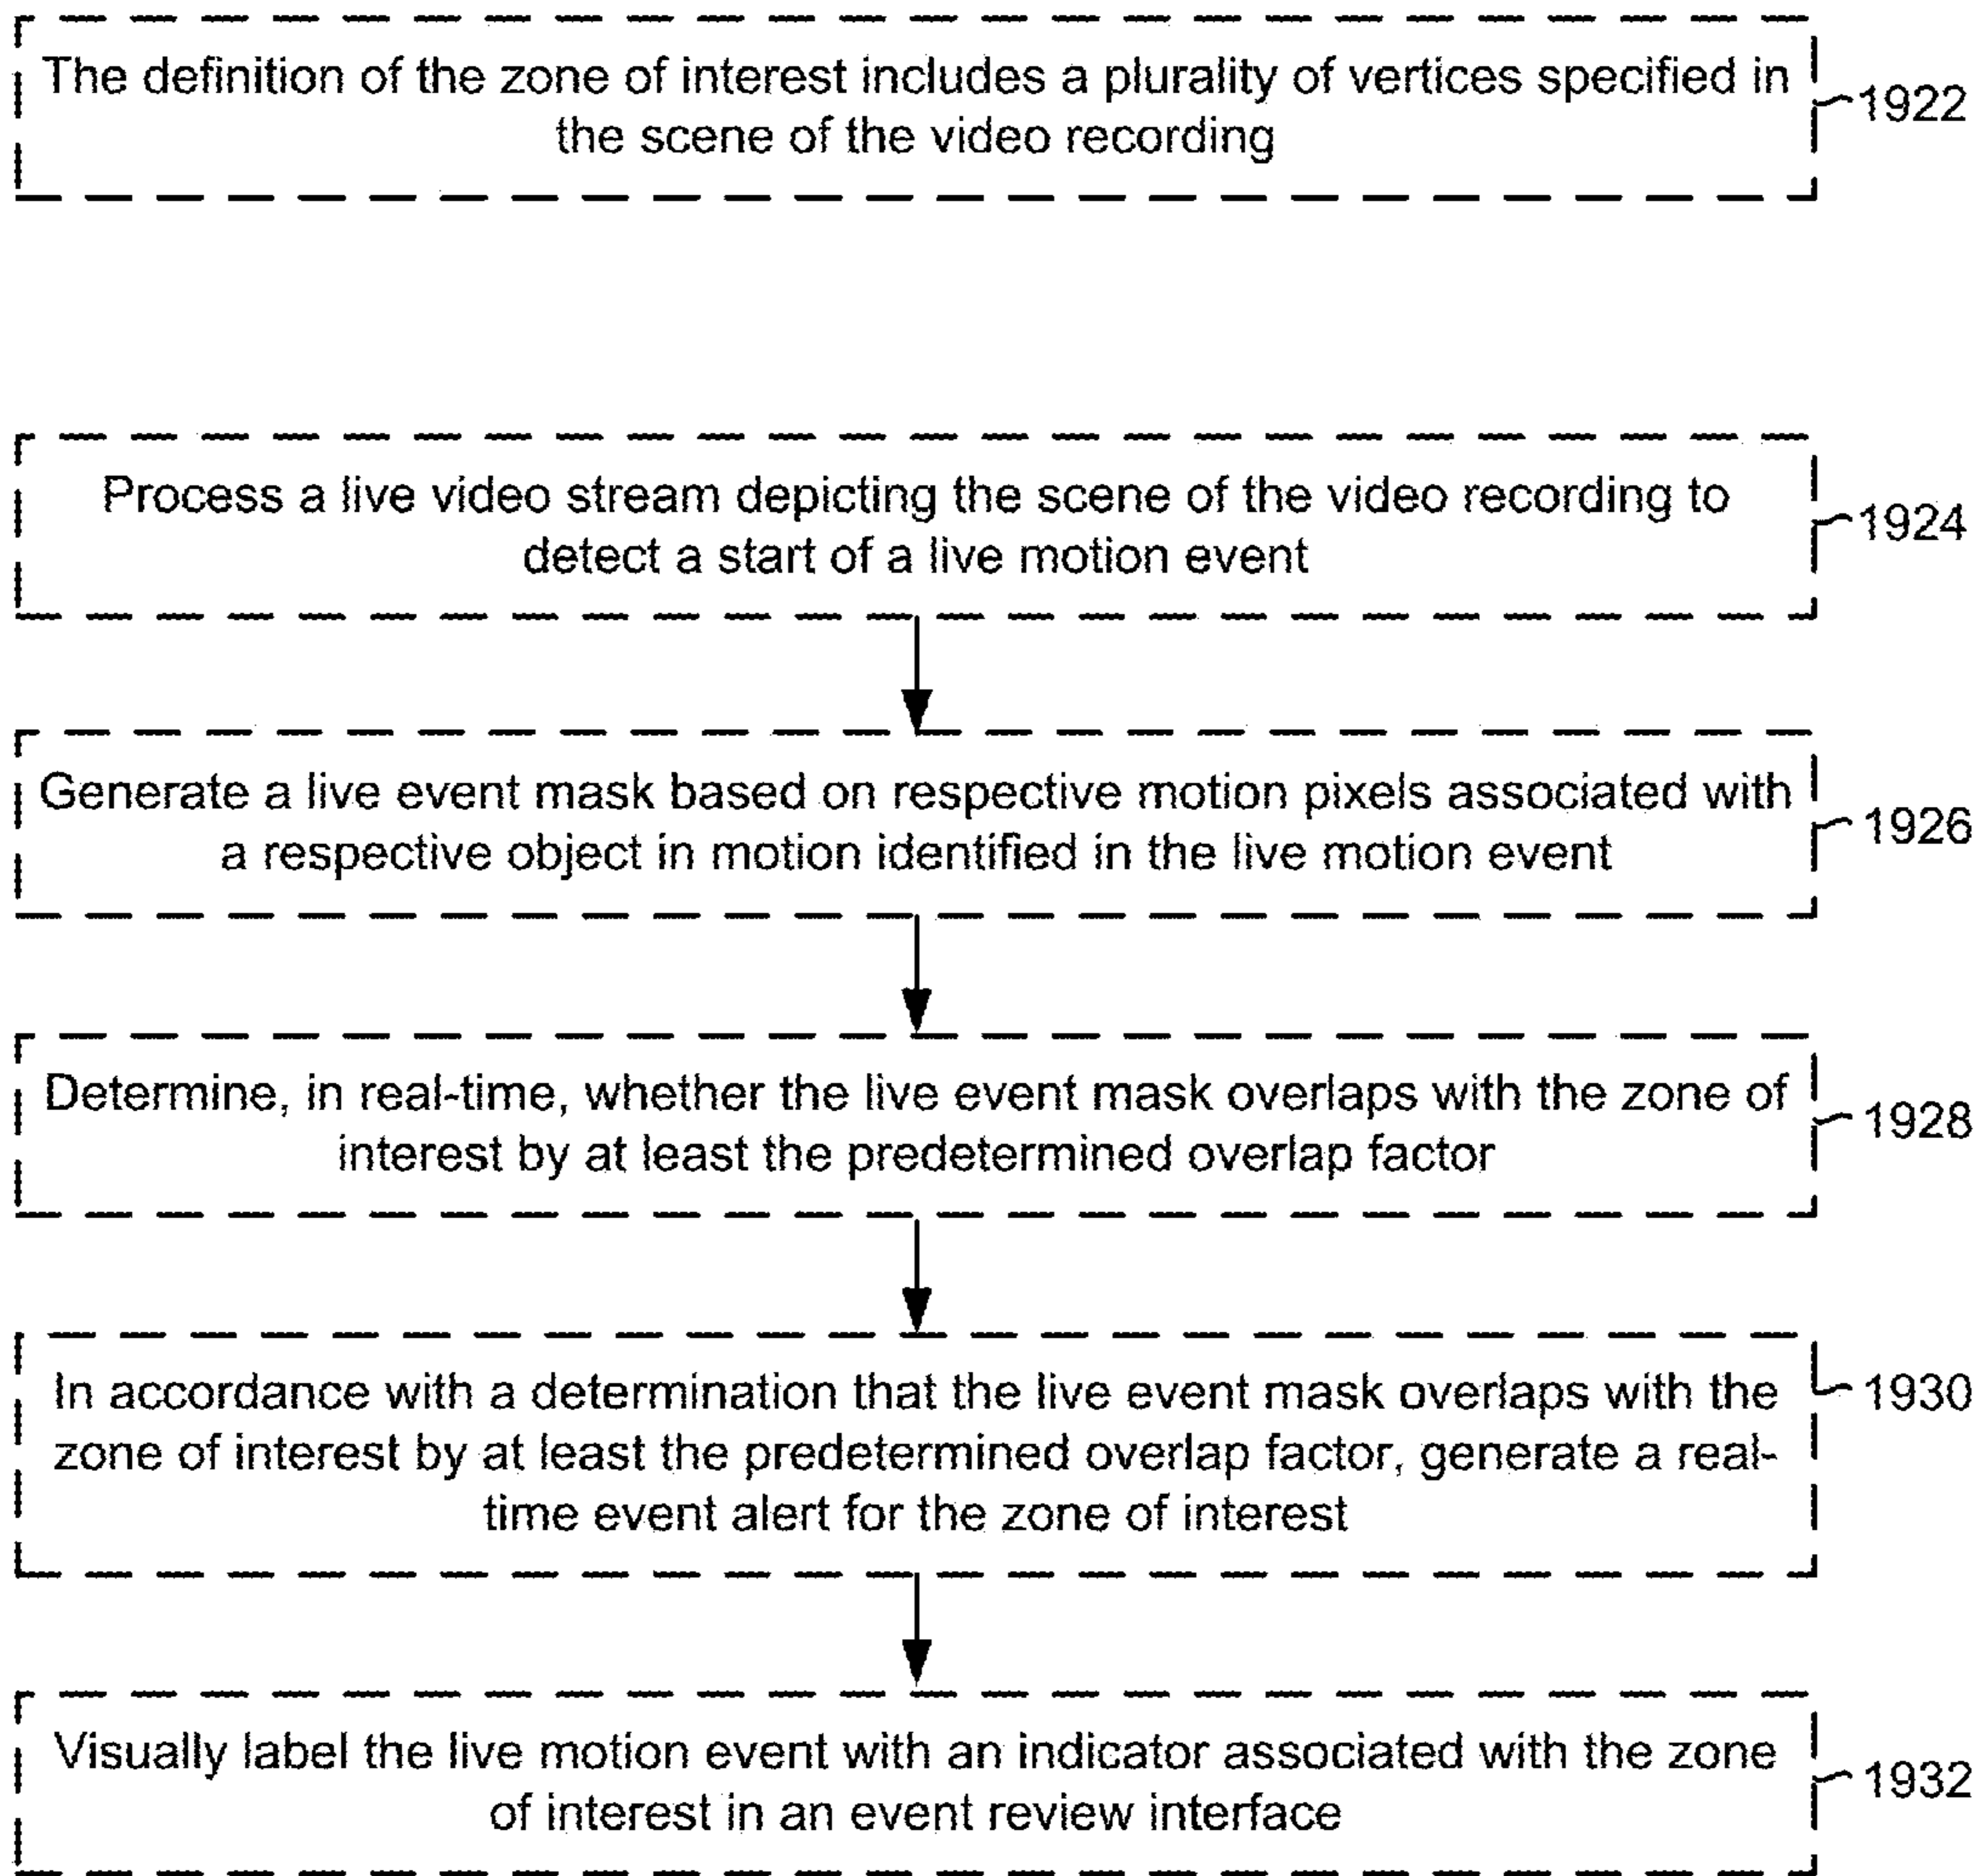 The definition of the zone of interest includes a plurality of vertices specified in
the scene of the video recording
1922
Process a live video stream depicting the scene of the video recording to
detect a start of a live motion event
1924
Generate a live event mask based on respective motion pixels associated with
a respective object in motion identified in the live motion event
1926
Determine, in real-time, whether the live event mask overlaps with the zone of
interest by at least the predetermined overlap factor
1928
In accordance with a determination that the live event mask overlaps with the
zone of interest by at least the predetermined overlap factor, generate a real-
time event alert for the zone of interest
1930
Visually label the live motion event with an indicator associated with the zone
of interest in an event review interface
1932